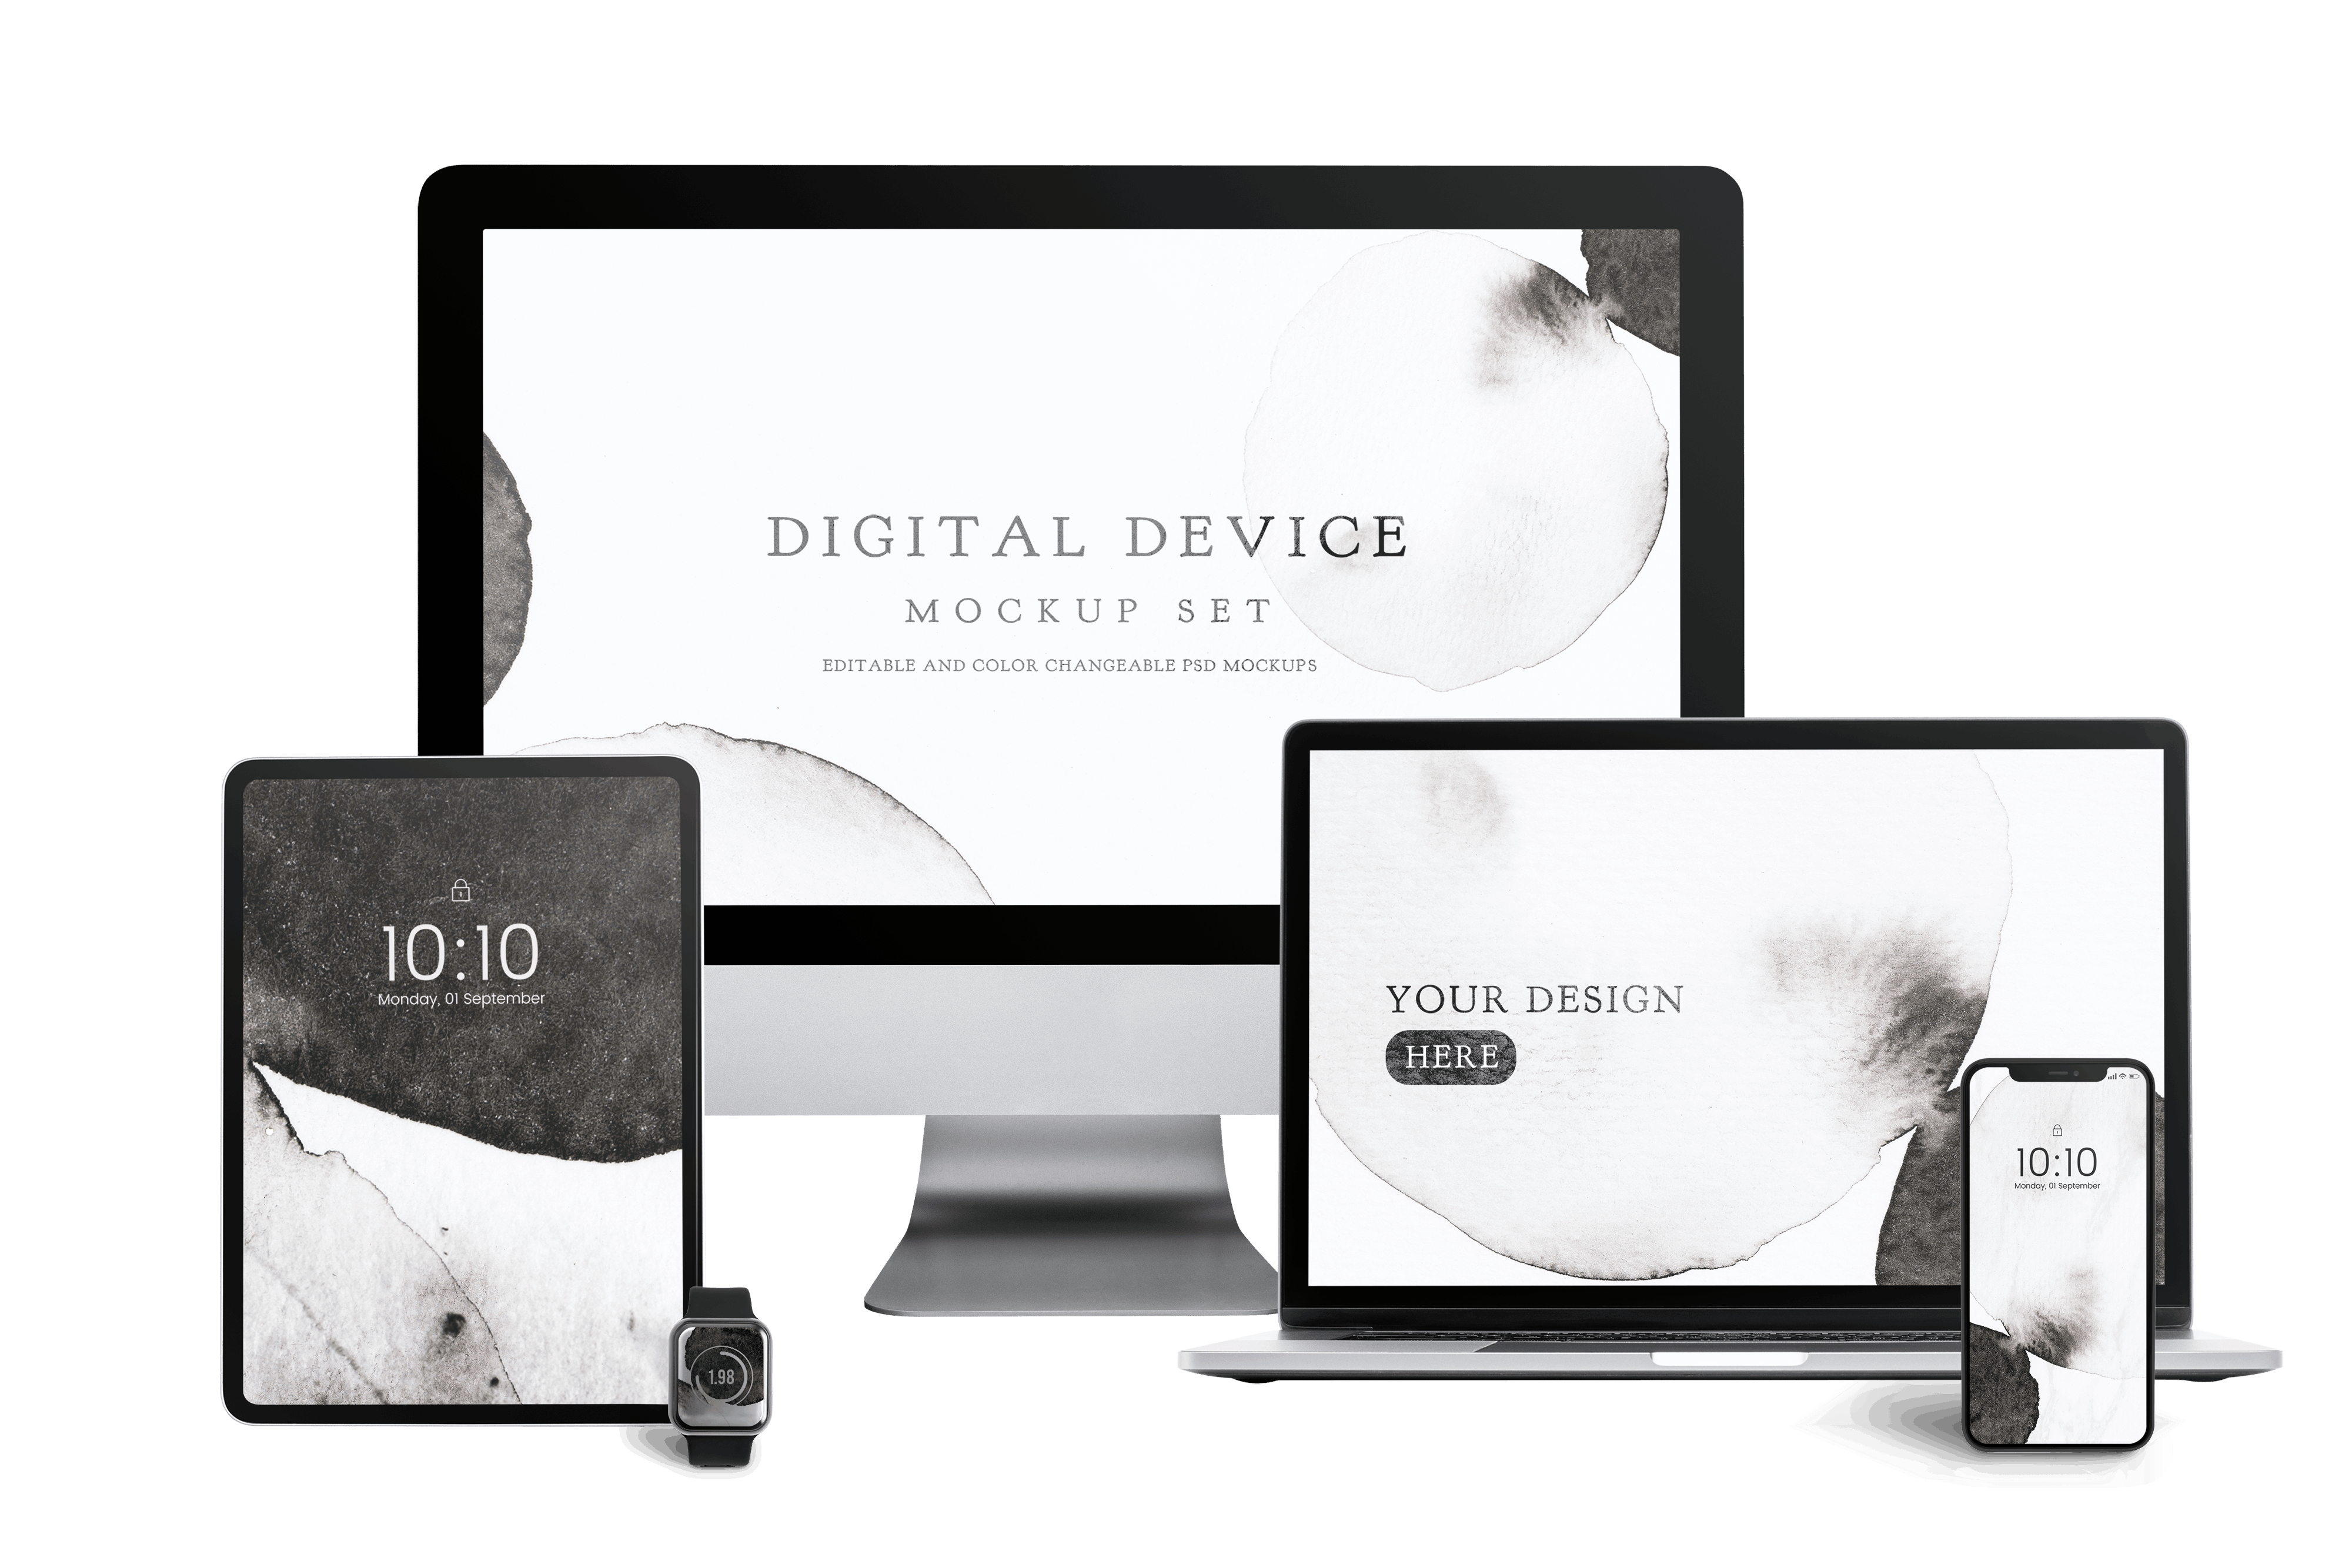 DIGITAL DEVICE
MOCKUP SET
EDITABLE AND COLOR CHANGEABLE PSD MOCKUPS
10:10
Monday, 01 September
1.98
YOUR DESIGN
HERE
10:10
Monday, 01 September